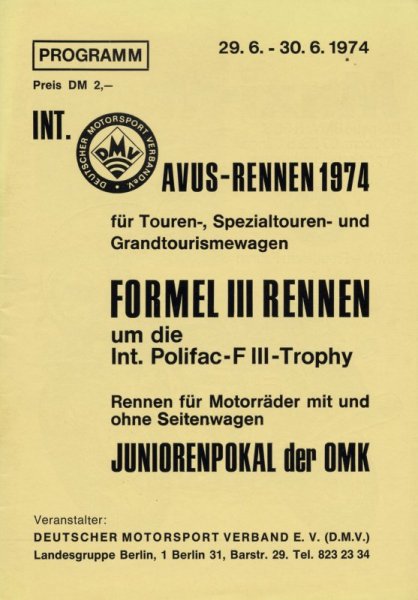 PROGRAMM
29. 6. - 30. 6. 1974
Preis DM 2,—
INT.
DEUTSCHER MOTORSPORT VERBAND e.V.
DMV
AVUS-RENNEN 1974
für Touren-, Spezialtouren- und
Grandtourismewagen
FORMEL III RENNEN
um die
Int. Polifac-F III-Trophy
Rennen für Motorräder mit und
ohne Seitenwagen
JUNIORENPOKAL der OMK
Veranstalter:
DEUTSCHER MOTORSPORT VERBAND E. V. (D.M.V.)
Landesgruppe Berlin, 1 Berlin 31, Barstr. 29. Tel. 823 22 34